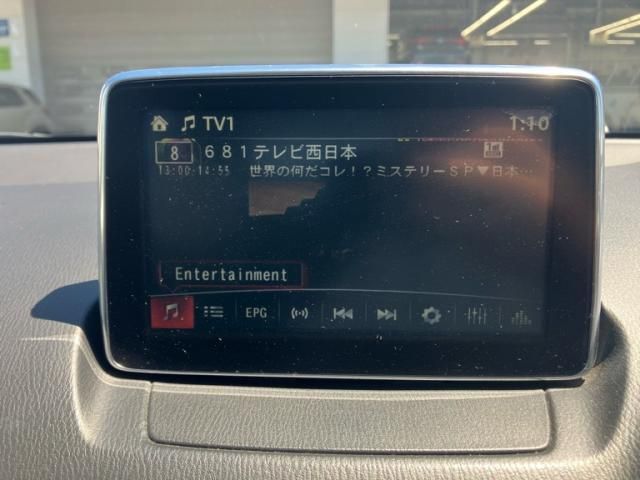 TV1 1:10
8 681テレビ西日本
13:00-14:55 世界の何だコレ!?ミステリーSP▼日本…
Entertainment
EPG